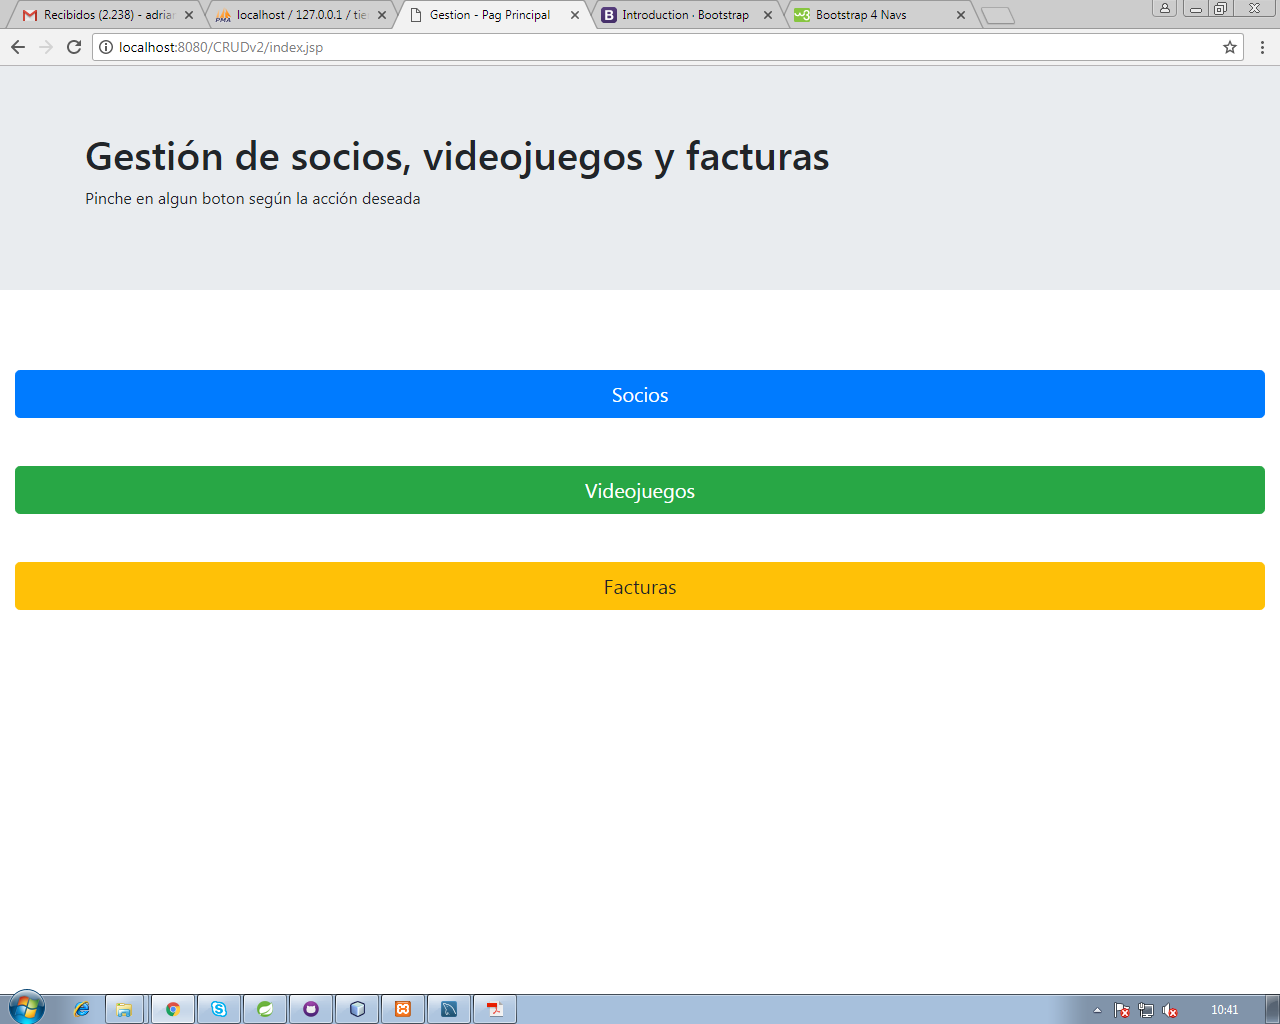 Recibidos (2.238) - adrian
localhost / 127.0.0.1 / tie
Gestion - Pag Principal
Introduction · Bootstrap
Bootstrap 4 Navs
localhost:8080/CRUDv2/index.jsp
Gestión de socios, videojuegos y facturas
Pinche en algun boton según la acción deseada
Socios
Videojuegos
Facturas
10:41